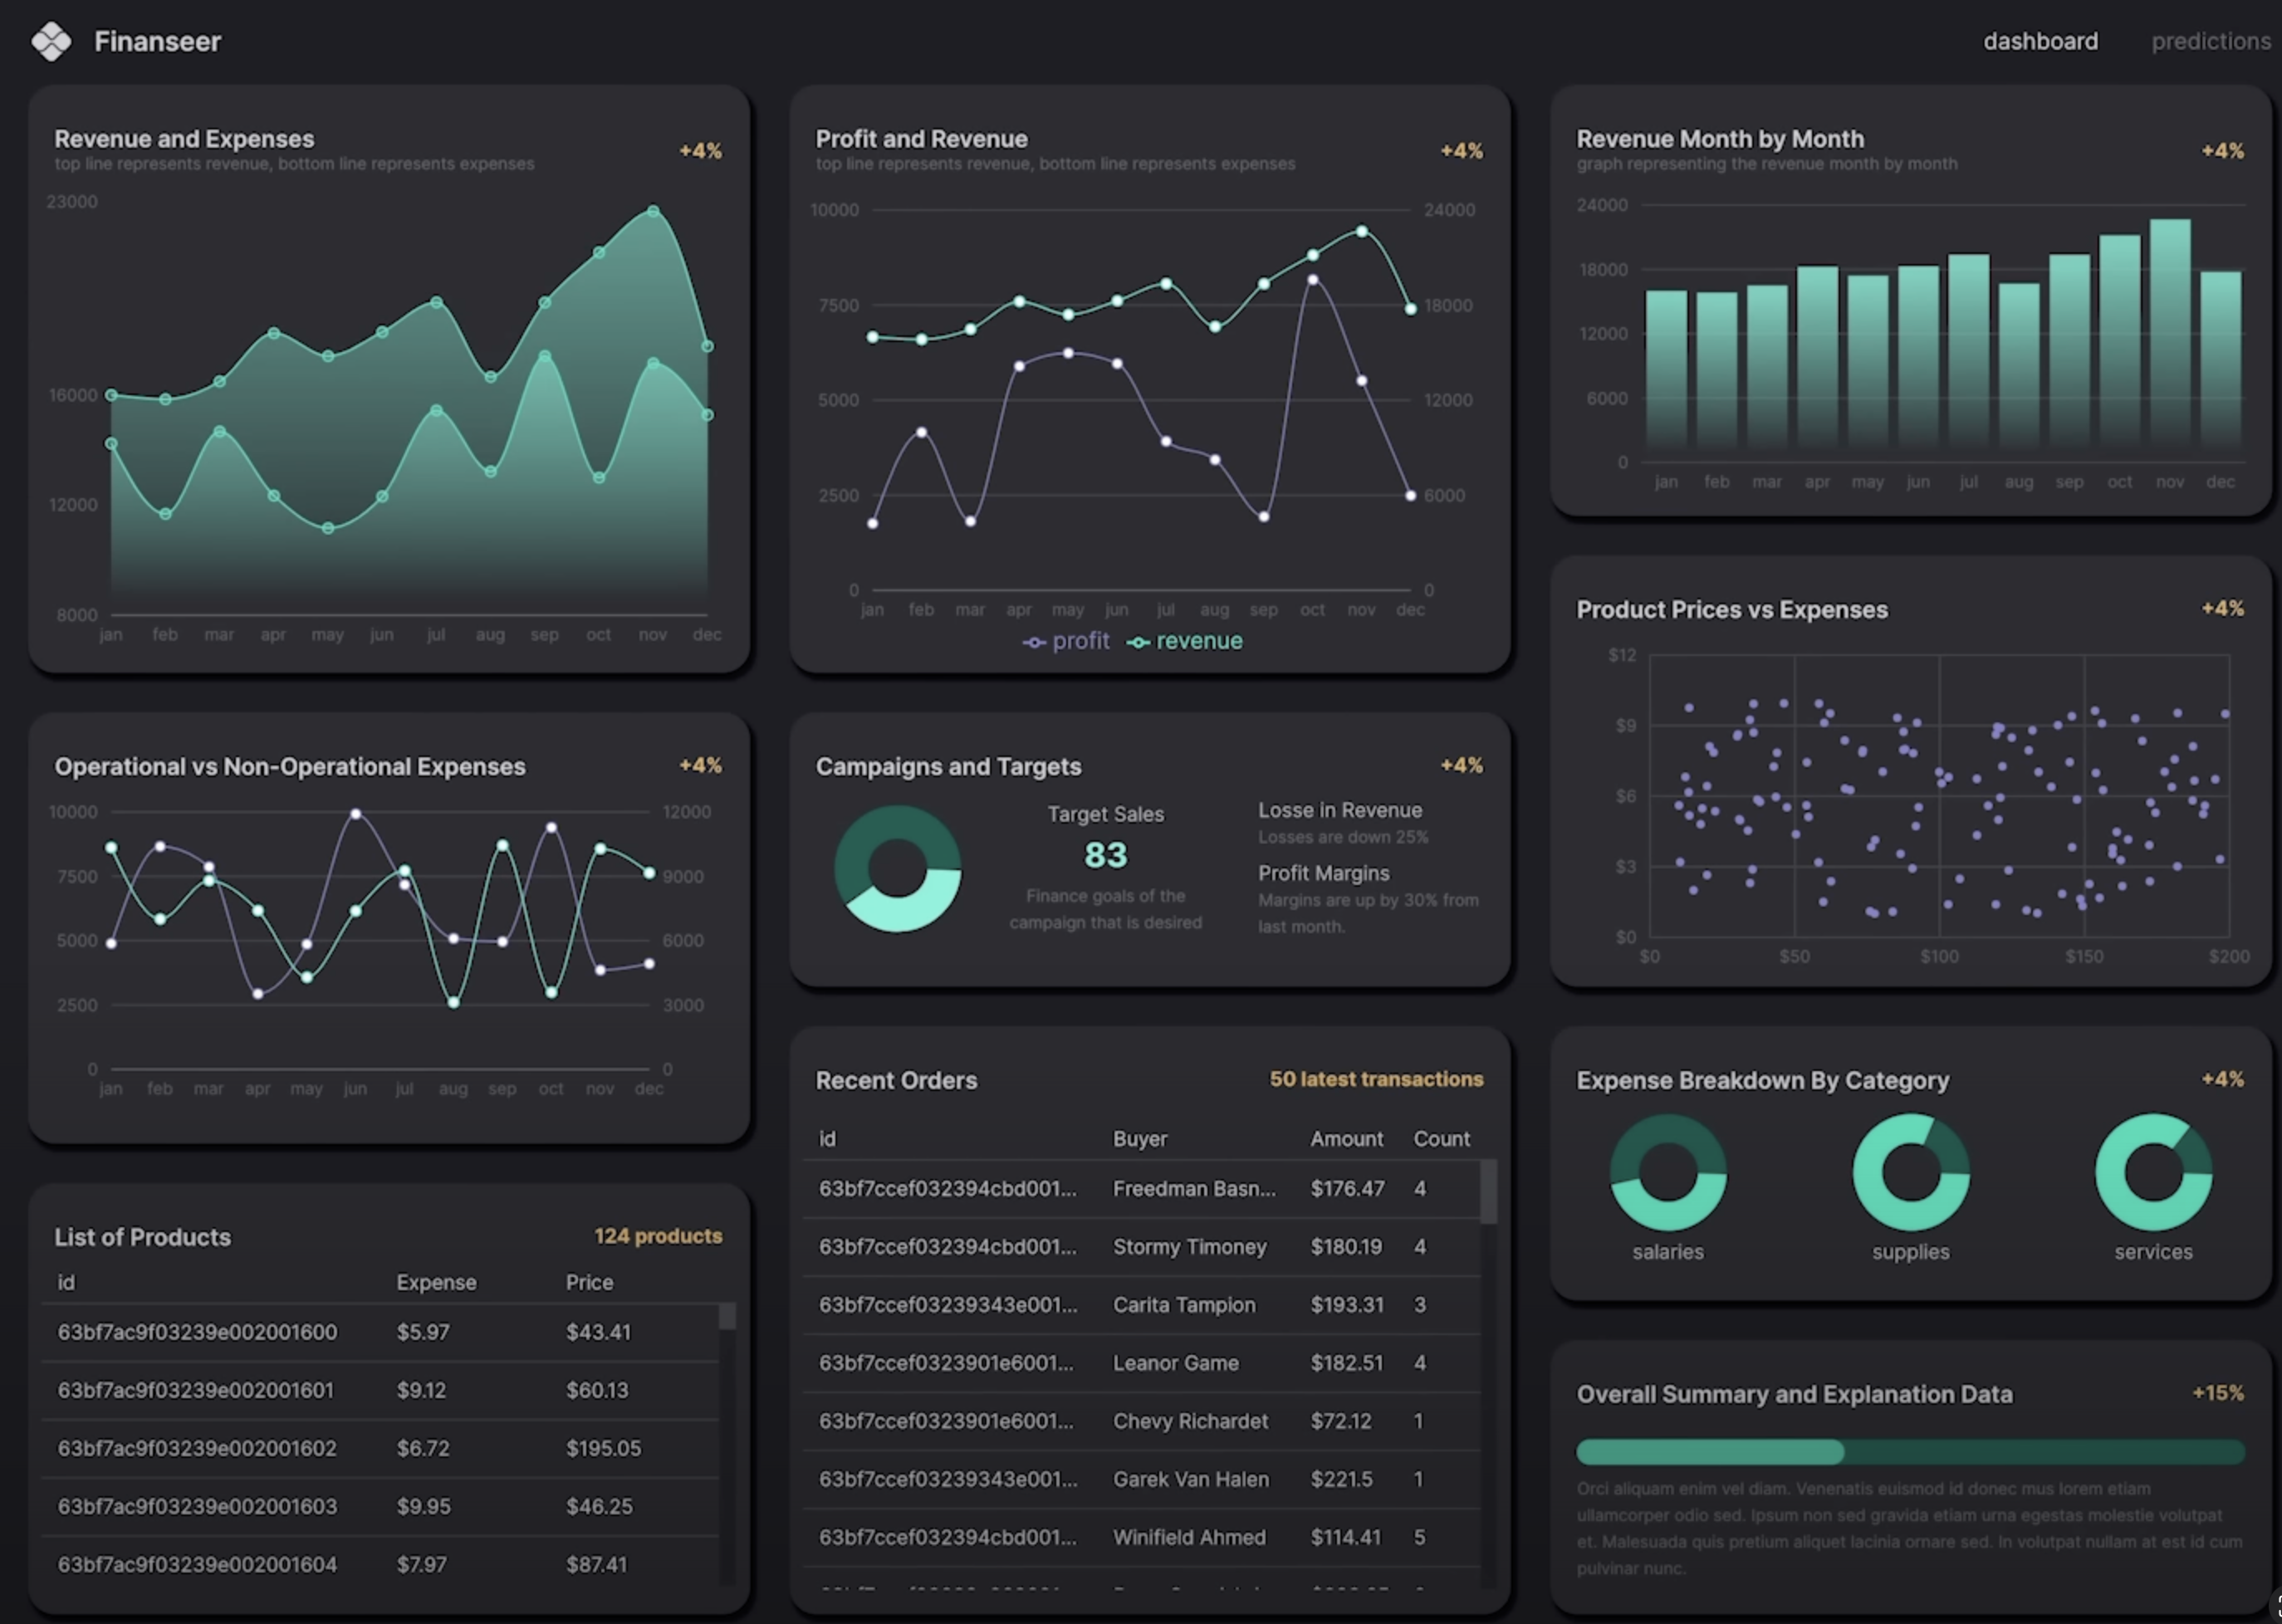 Finanseer
dashboard
predictions
Revenue and Expenses
top line represents revenue, bottom line represents expenses
+4%
23000
16000
12000
8000
jan feb mar apr may jun jul aug sep oct nov dec
Profit and Revenue
top line represents revenue, bottom line represents expenses
+4%
10000 24000
7500 18000
5000 12000
2500 6000
0 0
jan feb mar apr may jun jul aug sep oct nov dec
profit revenue
Revenue Month by Month
graph representing the revenue month by month
+4%
24000
18000
12000
6000
0
jan feb mar apr may jun jul aug sep oct nov dec
Operational vs Non-Operational Expenses
+4%
10000 12000
7500 9000
5000 6000
2500 3000
0 0
jan feb mar apr may jun jul aug sep oct nov dec
Campaigns and Targets
+4%
Target Sales
83
Finance goals of the
campaign that is desired
Losse in Revenue
Losses are down 25%
Profit Margins
Margins are up by 30% from
last month.
Product Prices vs Expenses
+4%
$12
$9
$6
$3
$0
$0 $50 $100 $150 $200
List of Products
124 products
id Expense Price
63bf7ac9f03239e002001600 $5.97 $43.41
63bf7ac9f03239e002001601 $9.12 $60.13
63bf7ac9f03239e002001602 $6.72 $195.05
63bf7ac9f03239e002001603 $9.95 $46.25
63bf7ac9f03239e002001604 $7.97 $87.41
Recent Orders
50 latest transactions
id Buyer Amount Count
63bf7ccef032394cbd001... Freedman Basn... $176.47 4
63bf7ccef032394cbd001... Stormy Timoney $180.19 4
63bf7ccef03239343e001... Carita Tampion $193.31 3
63bf7ccef0323901e6001... Leanor Game $182.51 4
63bf7ccef0323901e6001... Chevy Richardet $72.12 1
63bf7ccef03239343e001... Garek Van Halen $221.5 1
63bf7ccef032394cbd001... Winifield Ahmed $114.41 5
Expense Breakdown By Category
+4%
salaries
supplies
services
Overall Summary and Explanation Data
+15%
Orci aliquam enim vel diam. Venenatis euismod id donec mus lorem etiam
ullamcorper odio sed. Ipsum non sed gravida etiam urna egestas molestie volutpat
et. Malesuada quis pretium aliquet lacinia ornare sed. In volutpat nullam at est id cum
pulvinar nunc.